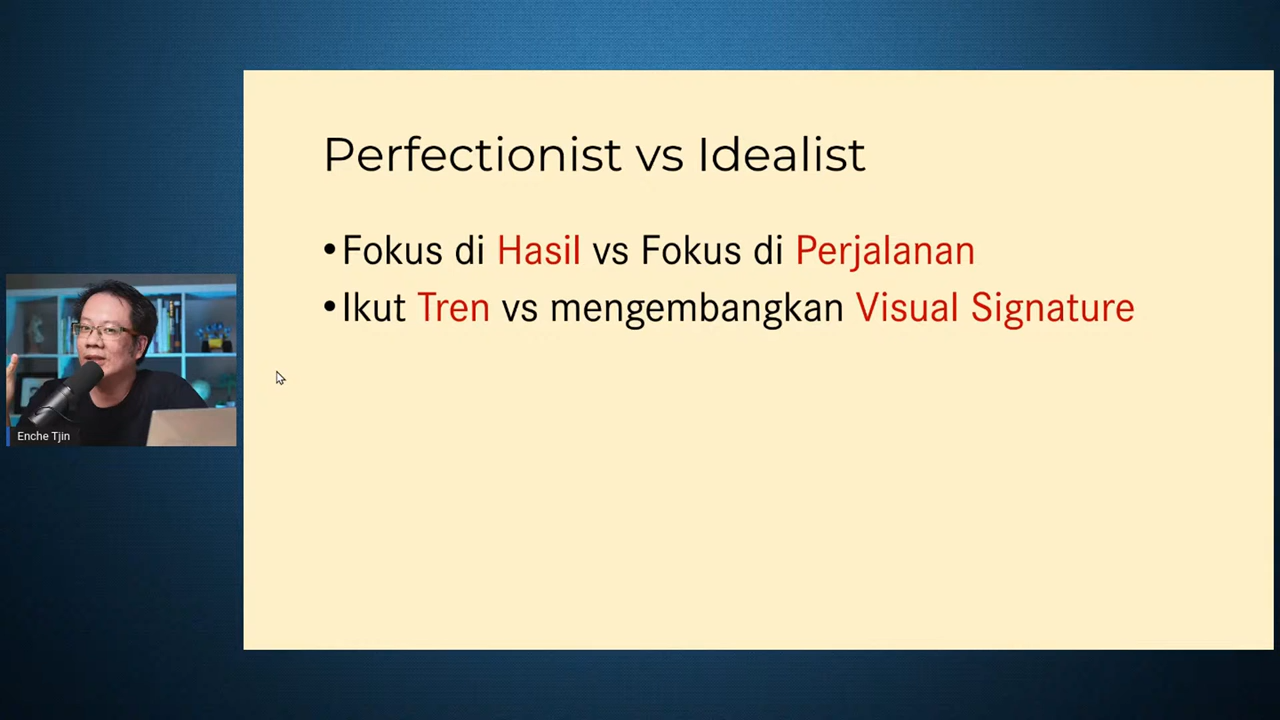 Perfectionist vs Idealist
•Fokus di Hasil vs Fokus di Perjalanan
•Ikut Tren vs mengembangkan Visual Signature
Enche Tjin